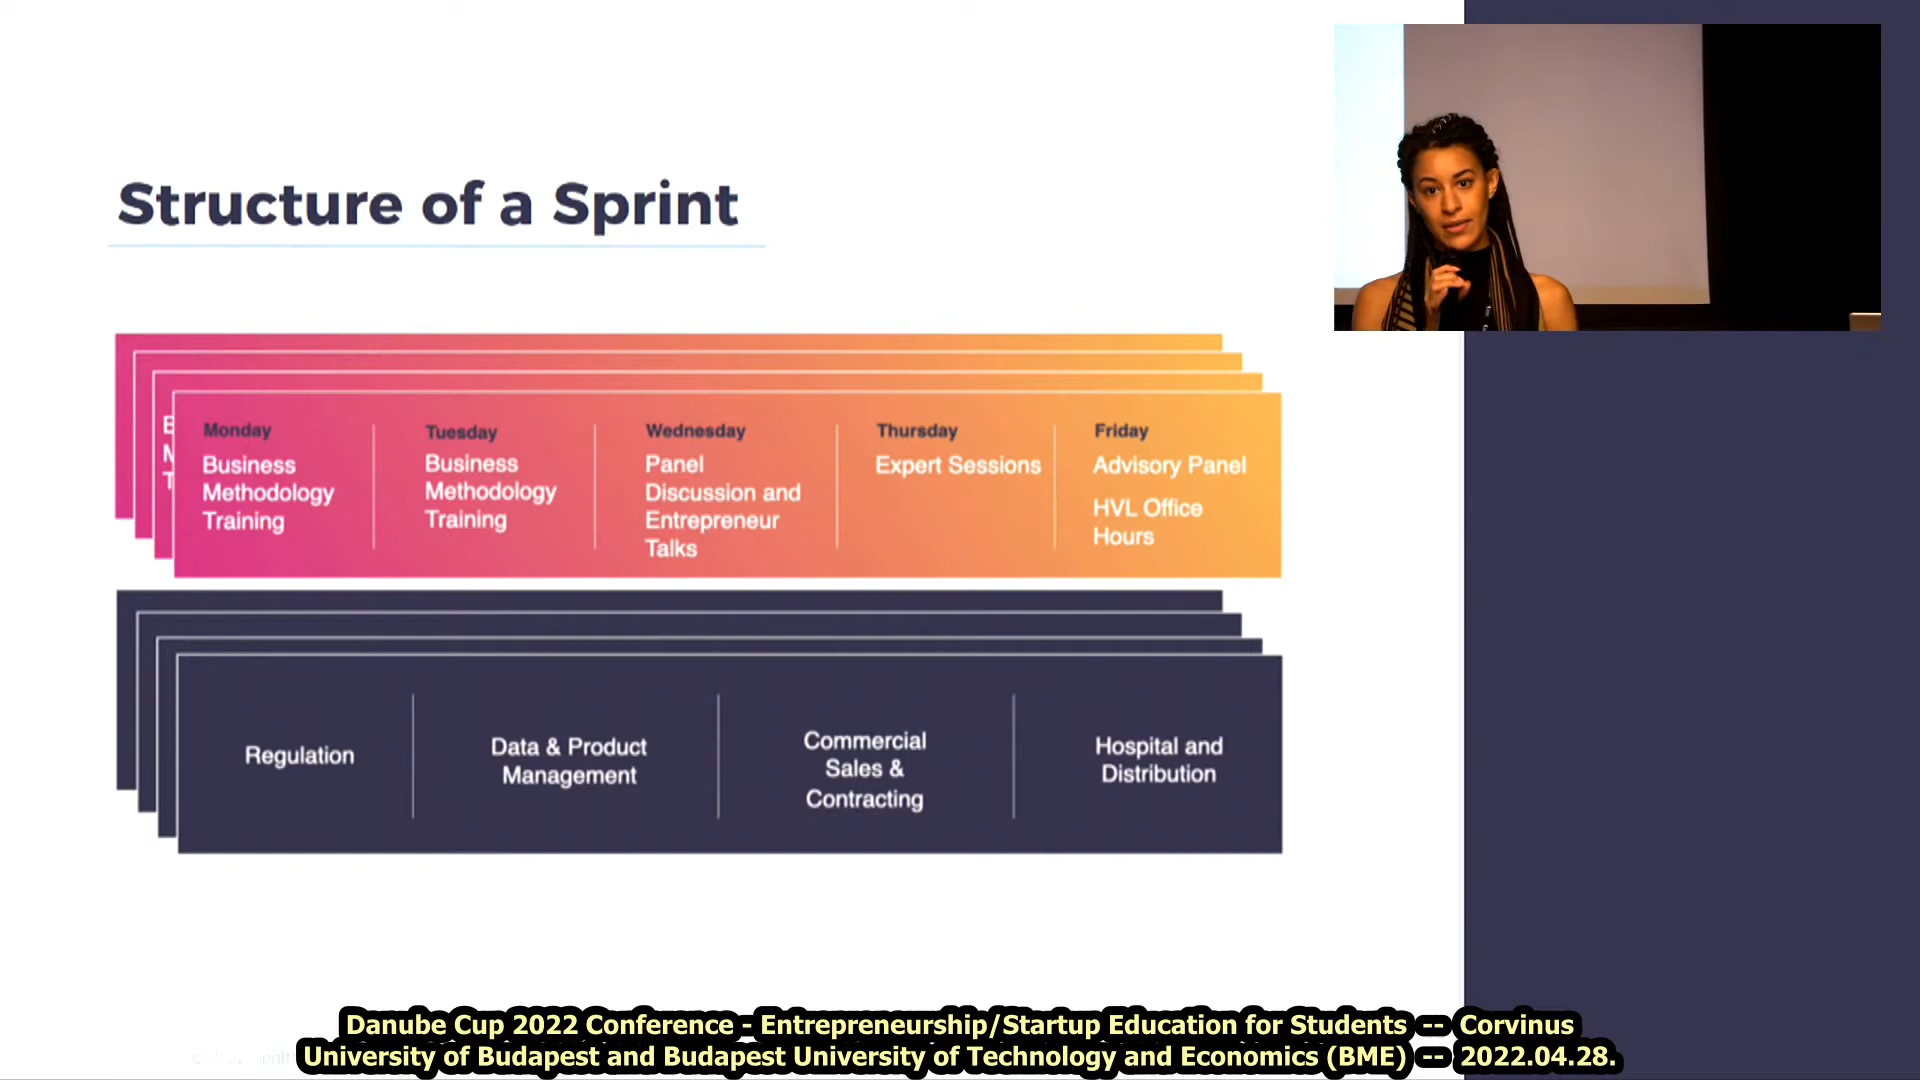 Structure of a Sprint
Monday
Business
Methodology
Training
Tuesday
Business
Methodology
Training
Wednesday
Panel
Discussion and
Entrepreneur
Talks
Thursday
Expert Sessions
Friday
Advisory Panel
HVL Office
Hours
E
M
T
Regulation
Data & Product
Management
Commercial
Sales &
Contracting
Hospital and
Distribution
Danube Cup 2022 Conference - Entrepreneurship/Startup Education for Students -- Corvinus
University of Budapest and Budapest University of Technology and Economics (BME) -- 2022.04.28.